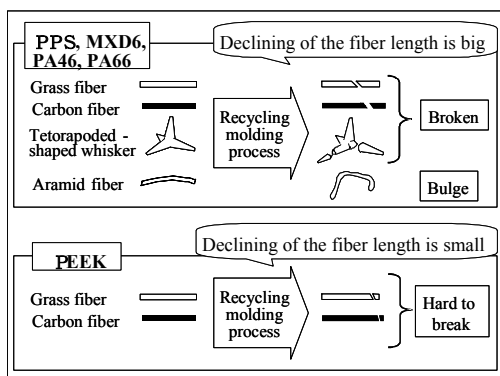 PPS, MXD6,
PA46, PA66
Declining of the fiber length is big
Grass fiber
Carbon fiber
Tetorapoded -
shaped whisker
Aramid fiber
Recycling
molding
process
Broken
Bulge
PEEK
Declining of the fiber length is small
Grass fiber
Carbon fiber
Recycling
molding
process
Hard to
break